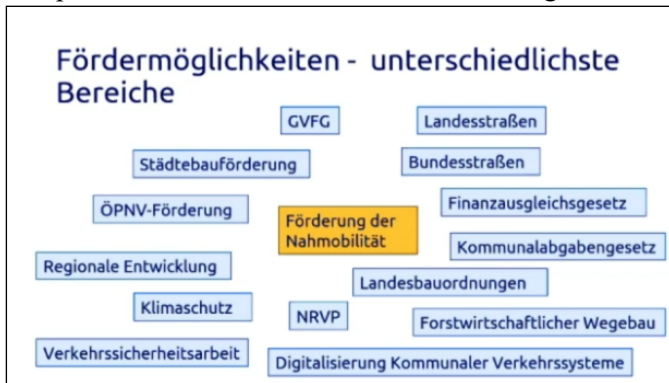 Fördermöglichkeiten - unterschiedlichste
Bereiche
GVFG
Landesstraßen
Städtebauförderung
Bundesstraßen
ÖPNV-Förderung
Finanzausgleichsgesetz
Förderung der
Nahmobilität
Kommunalabgabengesetz
Regionale Entwicklung
Landesbauordnungen
Klimaschutz
NRVP
Forstwirtschaftlicher Wegebau
Verkehrssicherheitsarbeit
Digitalisierung Kommunaler Verkehrssysteme